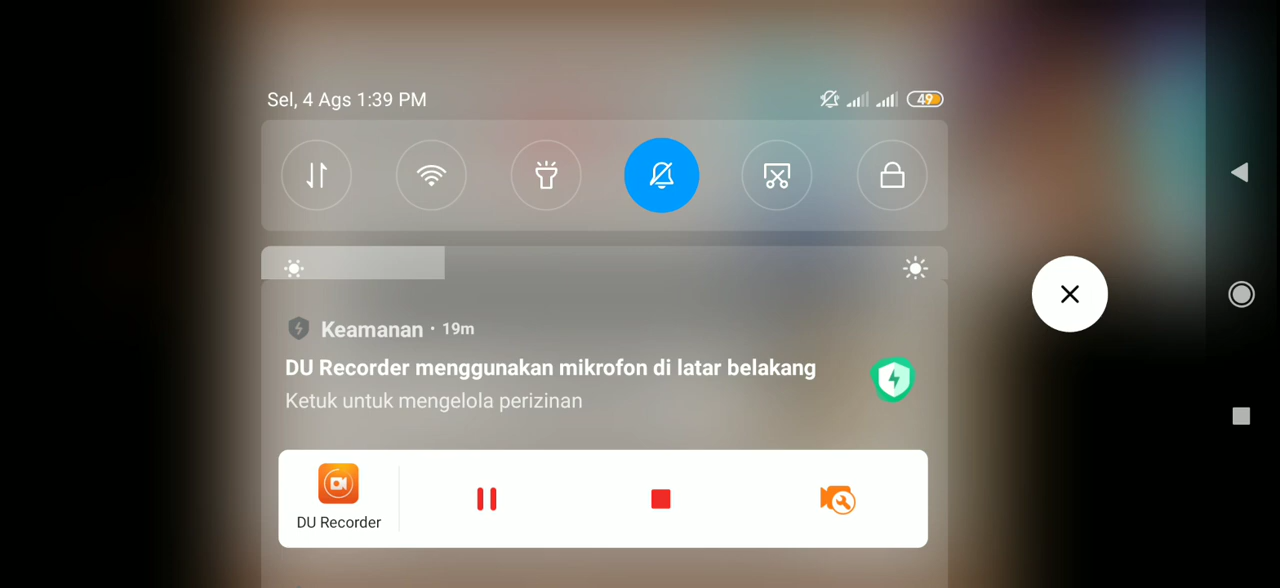 Sel, 4 Ags 1:39 PM
49
Keamanan · 19m
DU Recorder menggunakan mikrofon di latar belakang
Ketuk untuk mengelola perizinan
DU Recorder